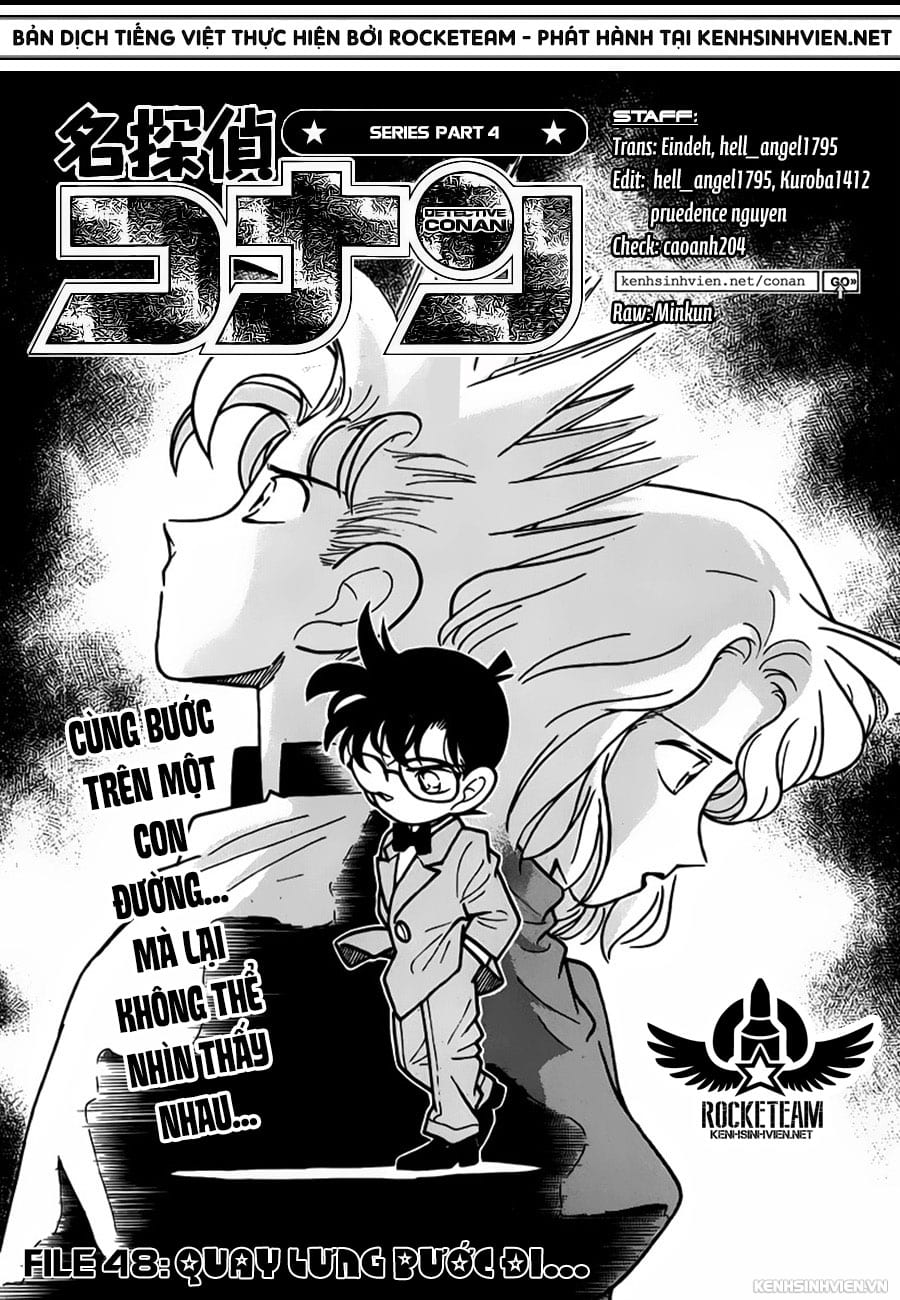 BẢN DỊCH TIẾNG VIỆT THỰC HIỆN BỞI ROCKETEAM - PHÁT HÀNH TẠI KENHSINHVIEN.NET
名探偵
コナン
DETECTIVE
CONAN
SERIES PART 4
STAFF:
Trans: Eindeh, hell_angel1795
Edit: hell_angel1795, Kuroba1412
pruedence nguyen
Check: caoanh204
kenhsinhvien.net/conan GO»
Raw: Minkun
CÙNG BƯỚC
TRÊN MỘT
CON
ĐƯỜNG...
MÀ LẠI
KHÔNG THỂ
NHÌN THẤY
NHAU...
ROCKETEAM
KENHSINHVIEN.NET
FILE 48: QUAY LƯNG BƯỚC ĐI...
KENHSINHVIEN.VN